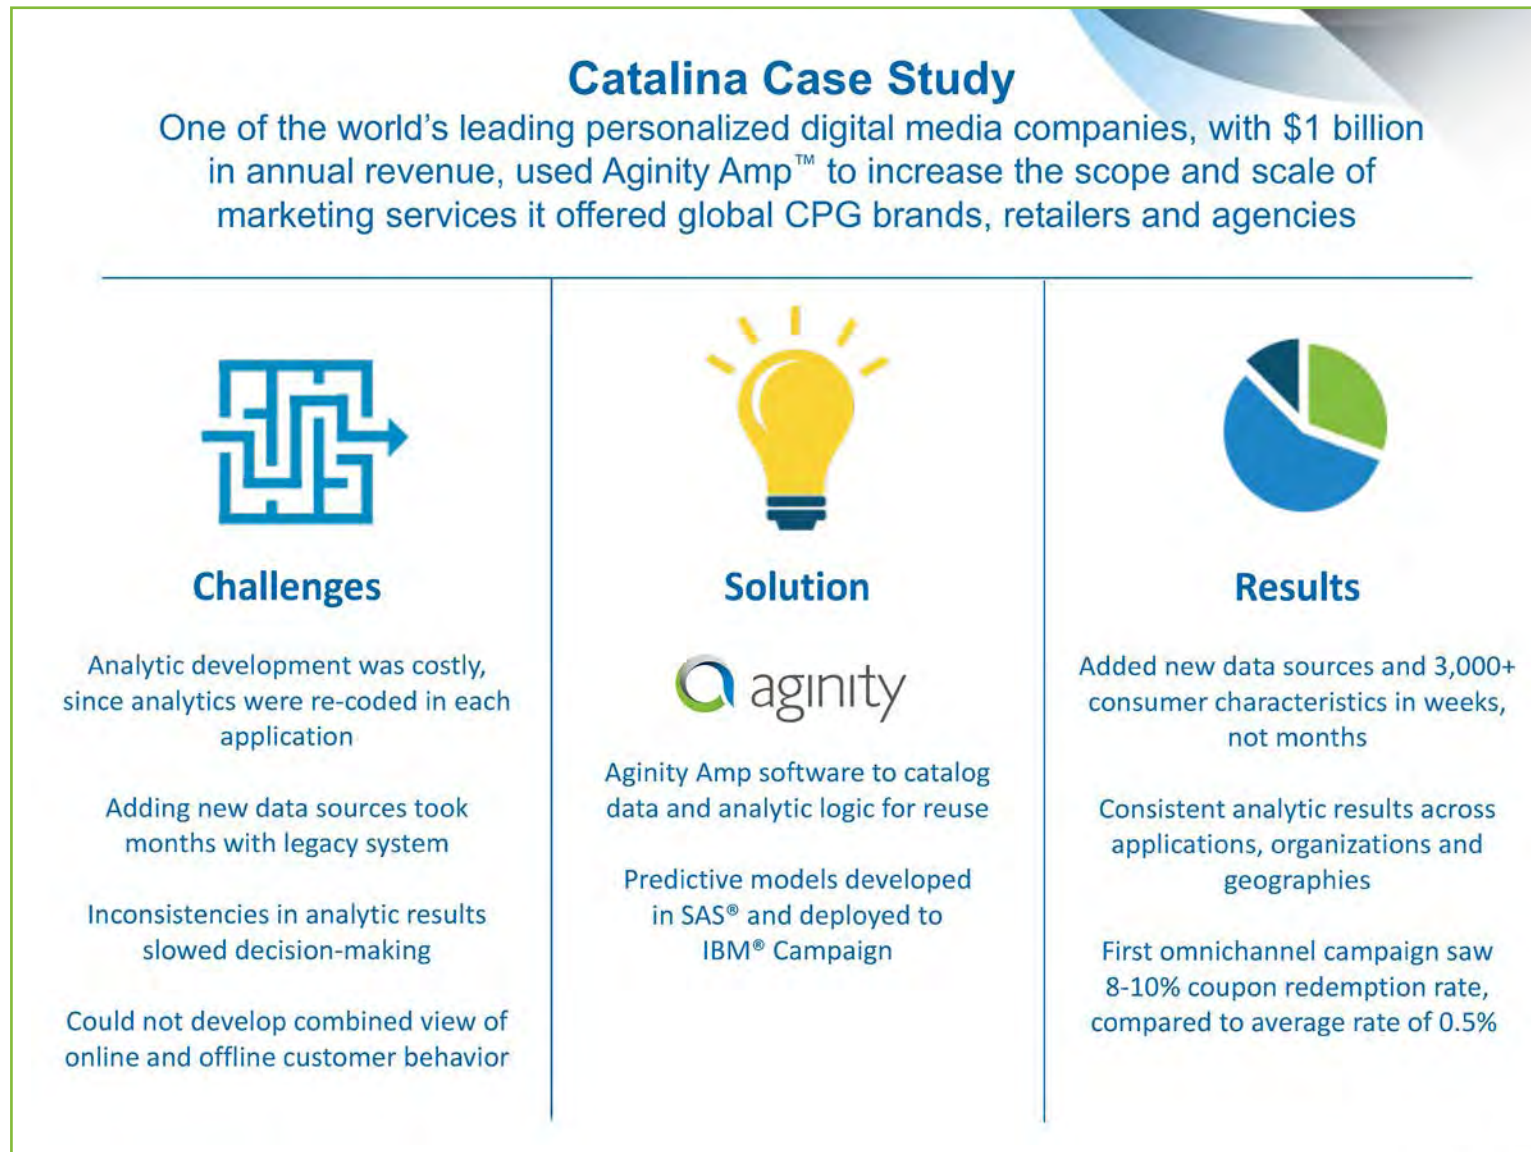 Catalina Case Study
One of the world's leading personalized digital media companies, with $1 billion
in annual revenue, used Aginity Amp™ to increase the scope and scale of
marketing services it offered global CPG brands, retailers and agencies
Challenges
Analytic development was costly,
since analytics were re-coded in each
application
Adding new data sources took
months with legacy system
Inconsistencies in analytic results
slowed decision-making
Could not develop combined view of
online and offline customer behavior
Solution
aginity
Aginity Amp software to catalog
data and analytic logic for reuse
Predictive models developed
in SAS® and deployed to
IBM® Campaign
Results
Added new data sources and 3,000+
consumer characteristics in weeks,
not months
Consistent analytic results across
applications, organizations and
geographies
First omnichannel campaign saw
8-10% coupon redemption rate,
compared to average rate of 0.5%